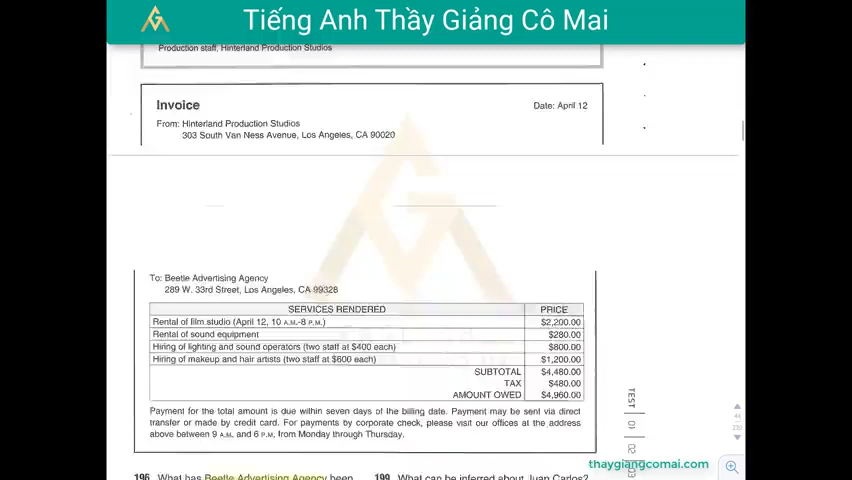 Tiếng Anh Thầy Giảng Cô Mai
Production staff, Hinterland Production Studios
Invoice
Date: April 12
From: Hinterland Production Studios
303 South Van Ness Avenue, Los Angeles, CA 90020
To: Beetle Advertising Agency
289 W. 33rd Street, Los Angeles, CA 99328
SERVICES RENDERED PRICE
Rental of film studio (April 12, 10 A.M.-8 P.M.) $2,200.00
Rental of sound equipment $280.00
Hiring of lighting and sound operators (two staff at $400 each) $800.00
Hiring of makeup and hair artists (two staff at $600 each) $1,200.00
SUBTOTAL $4,480.00
TAX $480.00
AMOUNT OWED $4,960.00
Payment for the total amount is due within seven days of the billing date. Payment may be sent via direct
transfer or made by credit card. For payments by corporate check, please visit our offices at the address
above between 9 A.M. and 6 P.M. from Monday through Thursday.
TEST 01 02 03
44
230
thaygiangcomai.com
196 What has Beetle Advertising Agency been
199 What can be inferred about Juan Carlos?